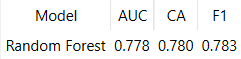 Model AUC CA F1
Random Forest 0.778 0.780 0.783